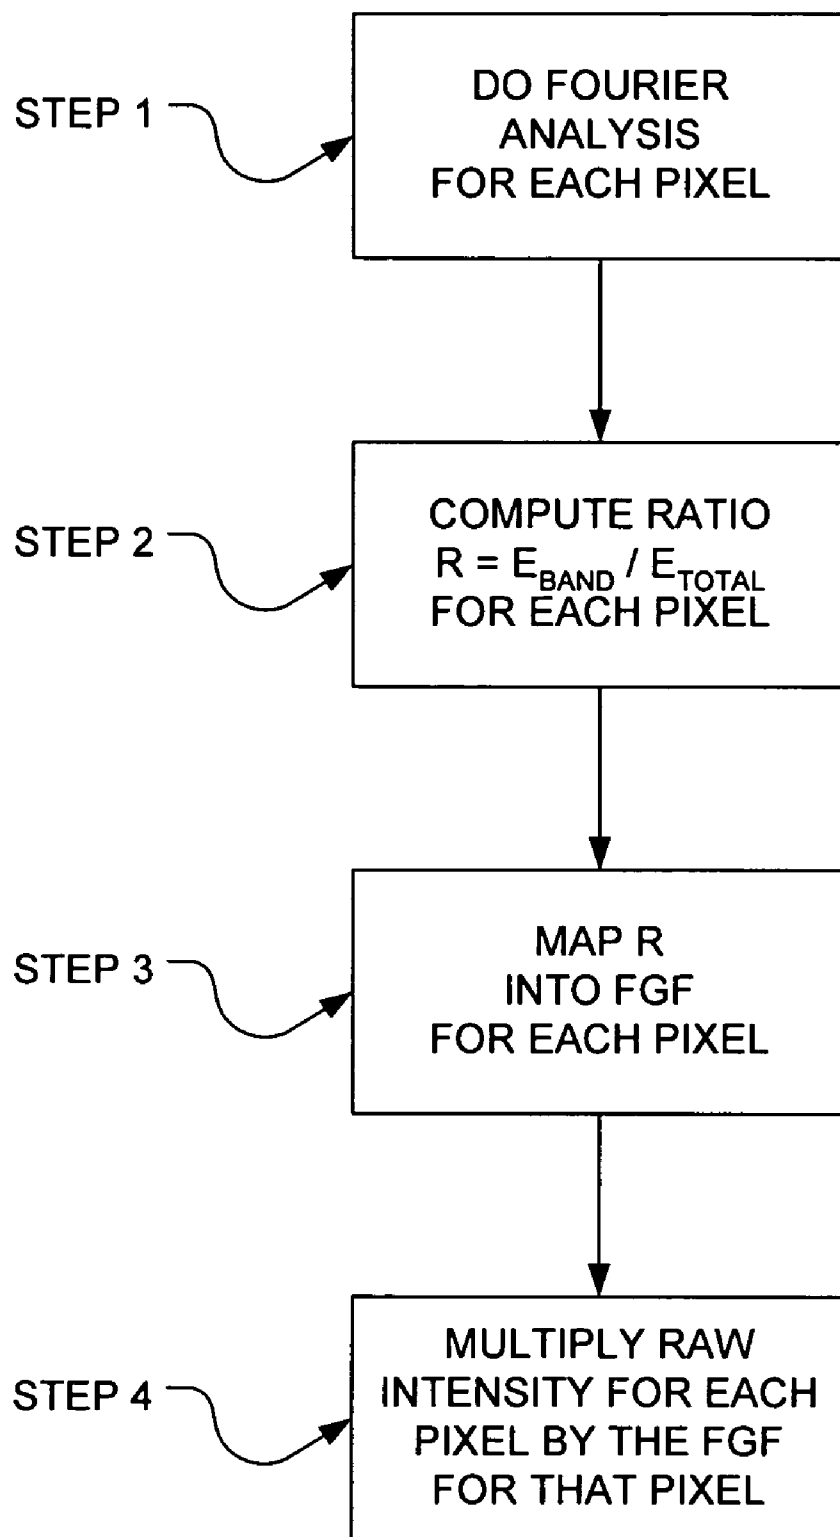 STEP 1
DO FOURIER
ANALYSIS
FOR EACH PIXEL
STEP 2
COMPUTE RATIO
R = E_BAND / E_TOTAL
FOR EACH PIXEL
STEP 3
MAP R
INTO FGF
FOR EACH PIXEL
STEP 4
MULTIPLY RAW
INTENSITY FOR EACH
PIXEL BY THE FGF
FOR THAT PIXEL